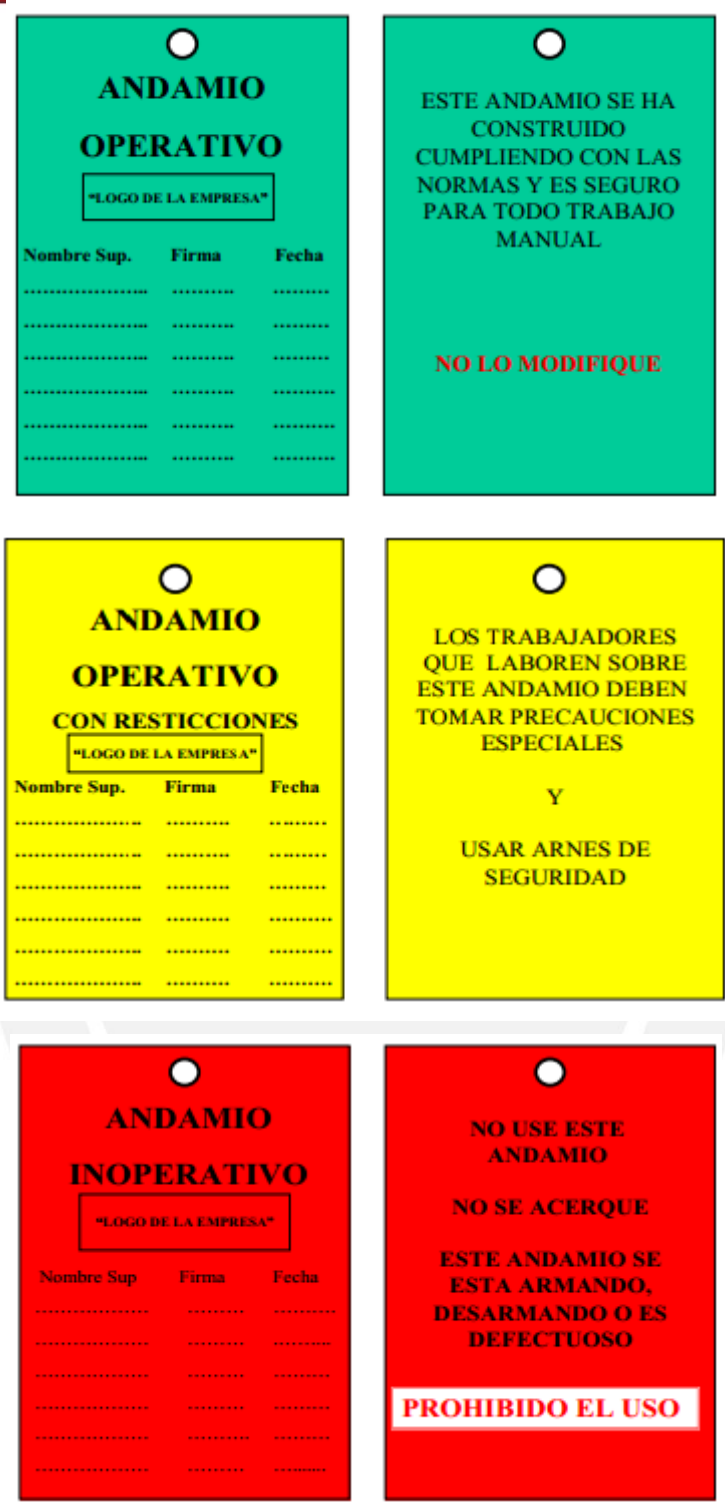 ANDAMIO
OPERATIVO
"LOGO DE LA EMPRESA"
Nombre Sup. Firma Fecha
ESTE ANDAMIO SE HA
CONSTRUIDO
CUMPLIENDO CON LAS
NORMAS Y ES SEGURO
PARA TODO TRABAJO
MANUAL
NO LO MODIFIQUE
ANDAMIO
OPERATIVO
CON RESTICCIONES
"LOGO DE LA EMPRESA"
Nombre Sup. Firma Fecha
LOS TRABAJADORES
QUE LABOREN SOBRE
ESTE ANDAMIO DEBEN
TOMAR PRECAUCIONES
ESPECIALES
Y
USAR ARNES DE
SEGURIDAD
ANDAMIO
INOPERATIVO
"LOGO DE LA EMPRESA"
Nombre Sup Firma Fecha
NO USE ESTE
ANDAMIO
NO SE ACERQUE
ESTE ANDAMIO SE
ESTA ARMANDO,
DESARMANDO O ES
DEFECTUOSO
PROHIBIDO EL USO